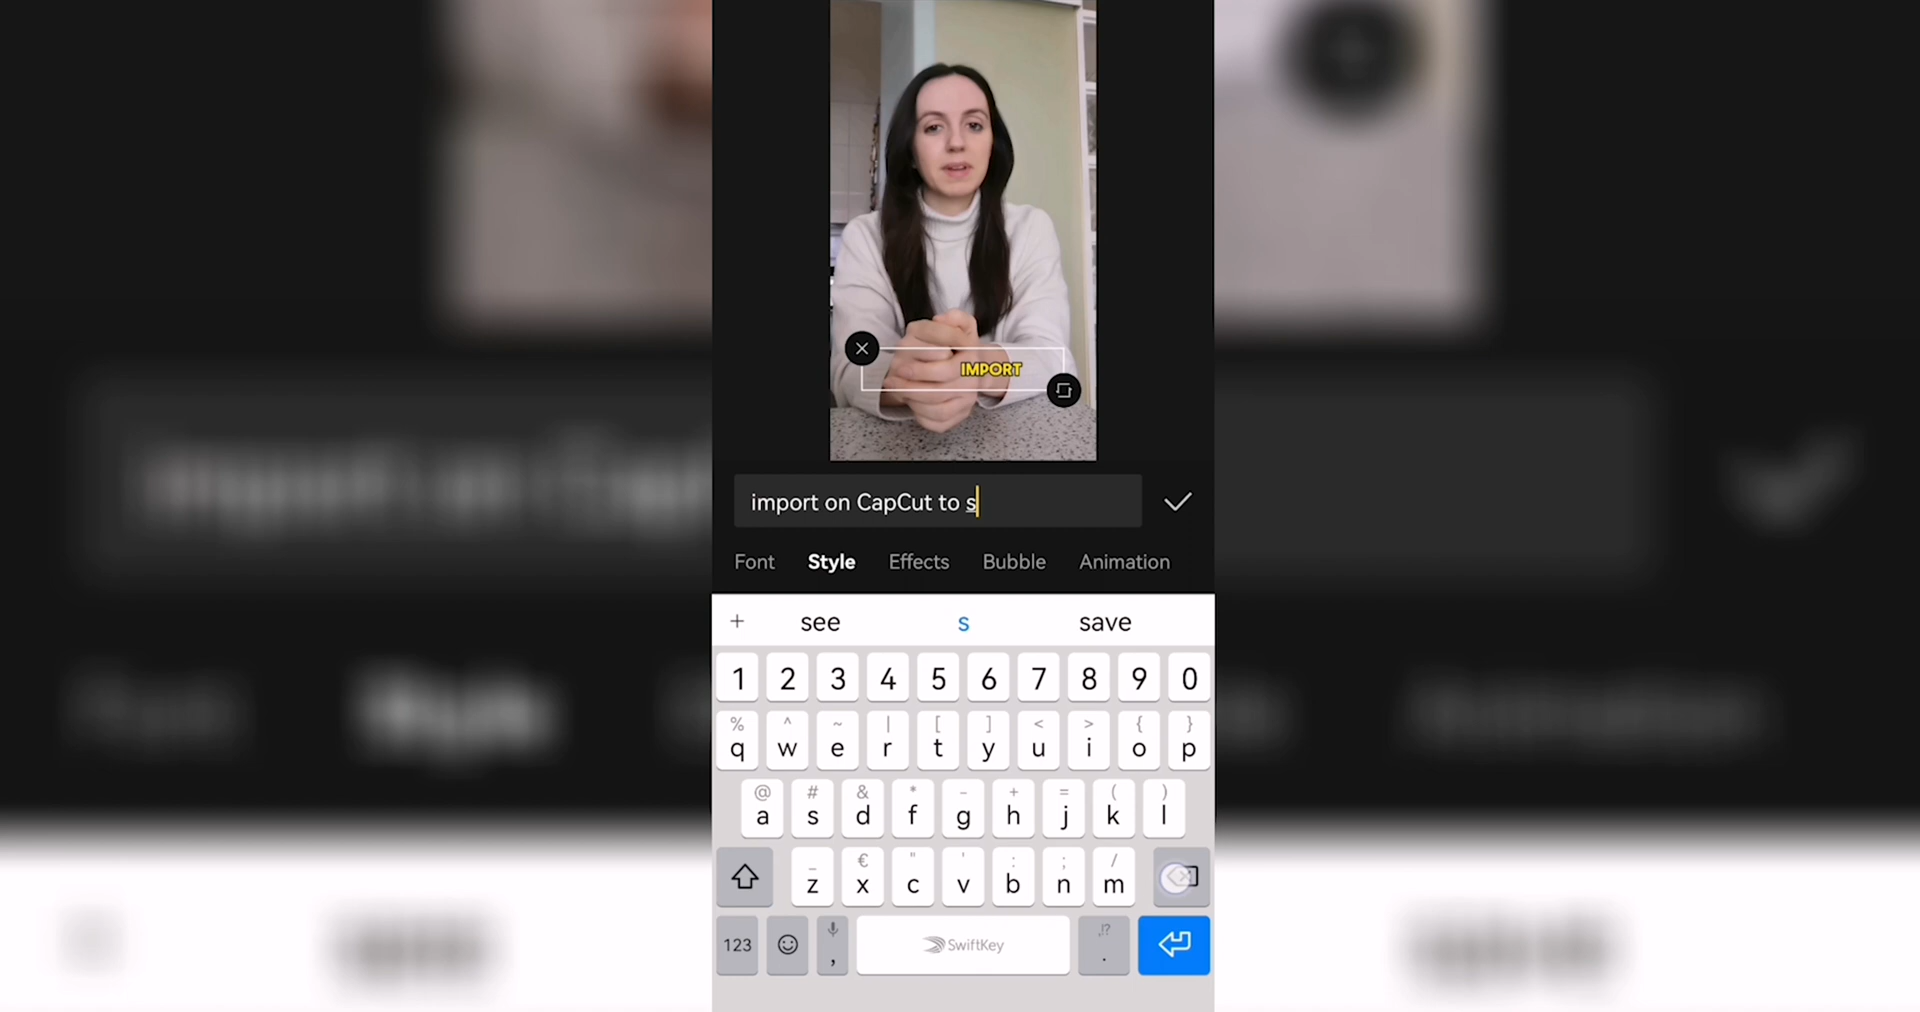 IMPORT
import on CapCut to s
Font Style Effects Bubble Animation
+ see s save
1 2 3 4 5 6 7 8 9 0
% ^ ~ | [ ] < > { }
q w e r t y u i o p
@ # & * - + = ( )
a s d f g h j k l
_ € " ' : ; /
z x c v b n m
123 , SwiftKey ,!? .